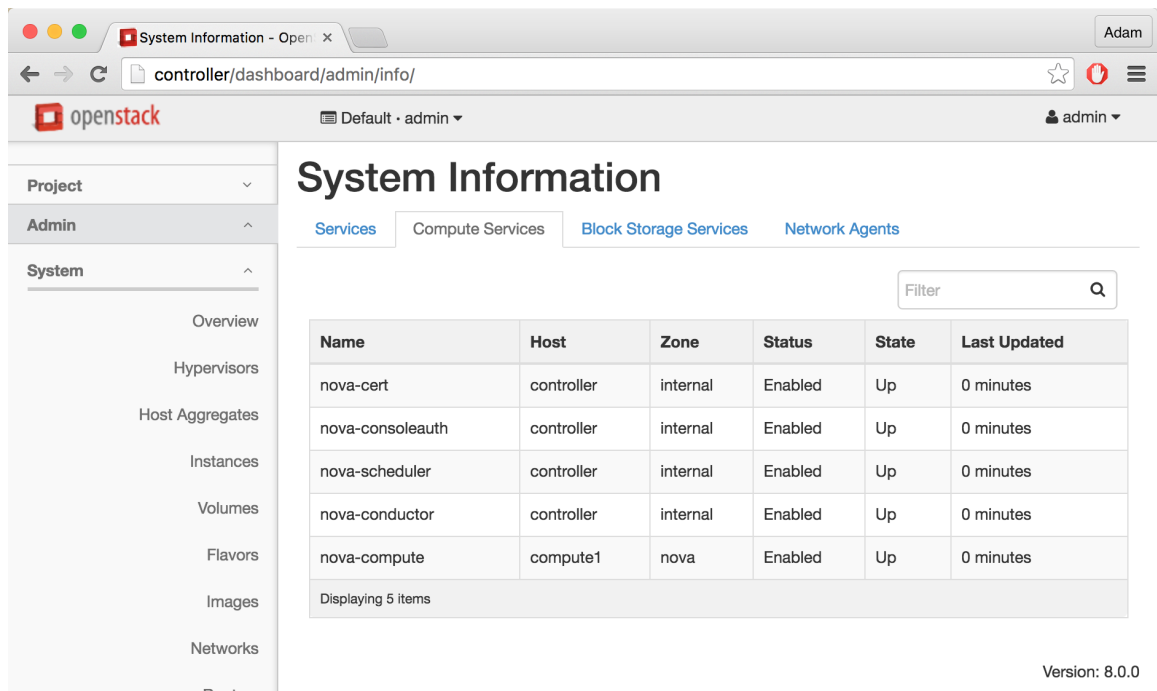 System Information - Open
Adam
controller/dashboard/admin/info/
openstack
Default · admin
admin
Project
Admin
System
Overview
Hypervisors
Host Aggregates
Instances
Volumes
Flavors
Images
Networks
System Information
Services Compute Services Block Storage Services Network Agents
Filter
Name Host Zone Status State Last Updated
nova-cert controller internal Enabled Up 0 minutes
nova-consoleauth controller internal Enabled Up 0 minutes
nova-scheduler controller internal Enabled Up 0 minutes
nova-conductor controller internal Enabled Up 0 minutes
nova-compute compute1 nova Enabled Up 0 minutes
Displaying 5 items
Version: 8.0.0